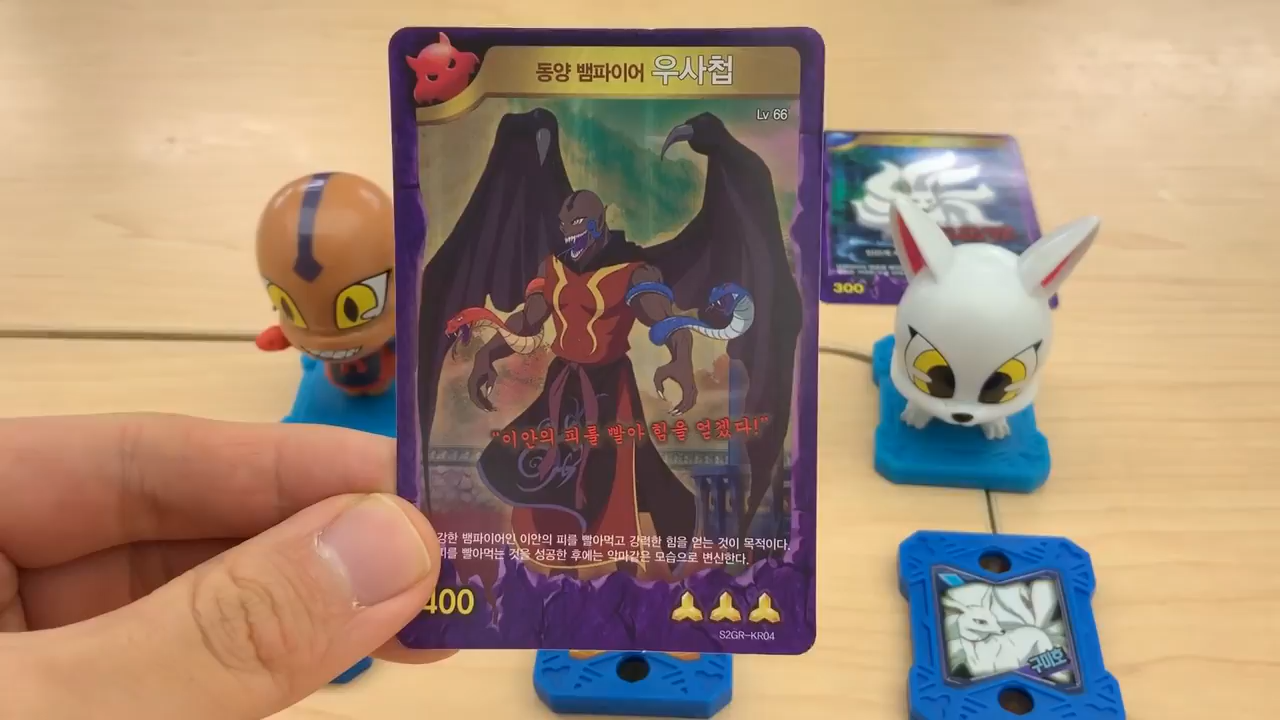 동양 뱀파이어 우사첩
Lv 66
"이안의 피를 빨아 힘을 얻겠다!"
강한 뱀파이어인 이안의 피를 빨아먹고 강력한 힘을 얻는 것이 목적이다.
피를 빨아먹는 것을 성공한 후에는 악마같은 모습으로 변신한다.
400
S2GR-KR04
300
구미호